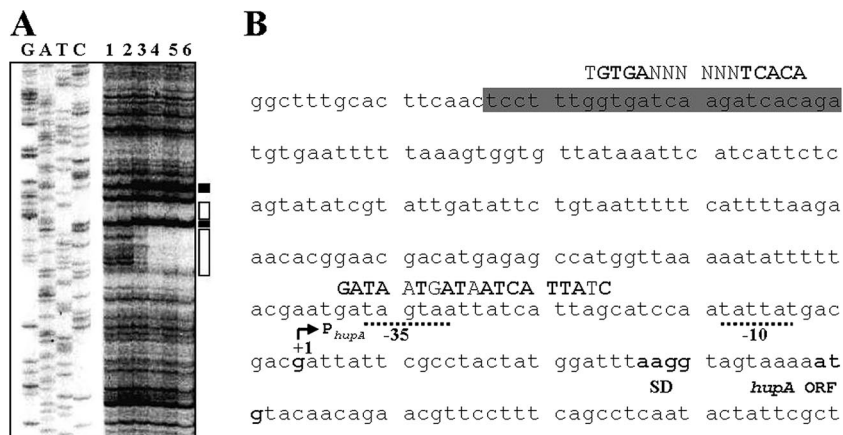 A
G A T C 1 2 3 4 5 6
B
TGTGANNN NNNTCACA
ggctttgcac ttcaactcct ttggtgatca agatcacaga
tgtgaatttt taaagtggtg ttataaattc atcattctc
agtatatcgt attgatattc tgtaattttt cattttaaga
aacacggaac gacatgagag ccatggttaa aaatattttt
GATA ATGATAATCA TTATC
acgaatgata gtaattatca ttagcatcca atattatgac
+1 PhupA -35 -10
gacgattatt cgcctactat ggatttaagg tagtaaaaat
SD hupA ORF
gtacaacaga acgttccttt cagcctcaat actattcgct